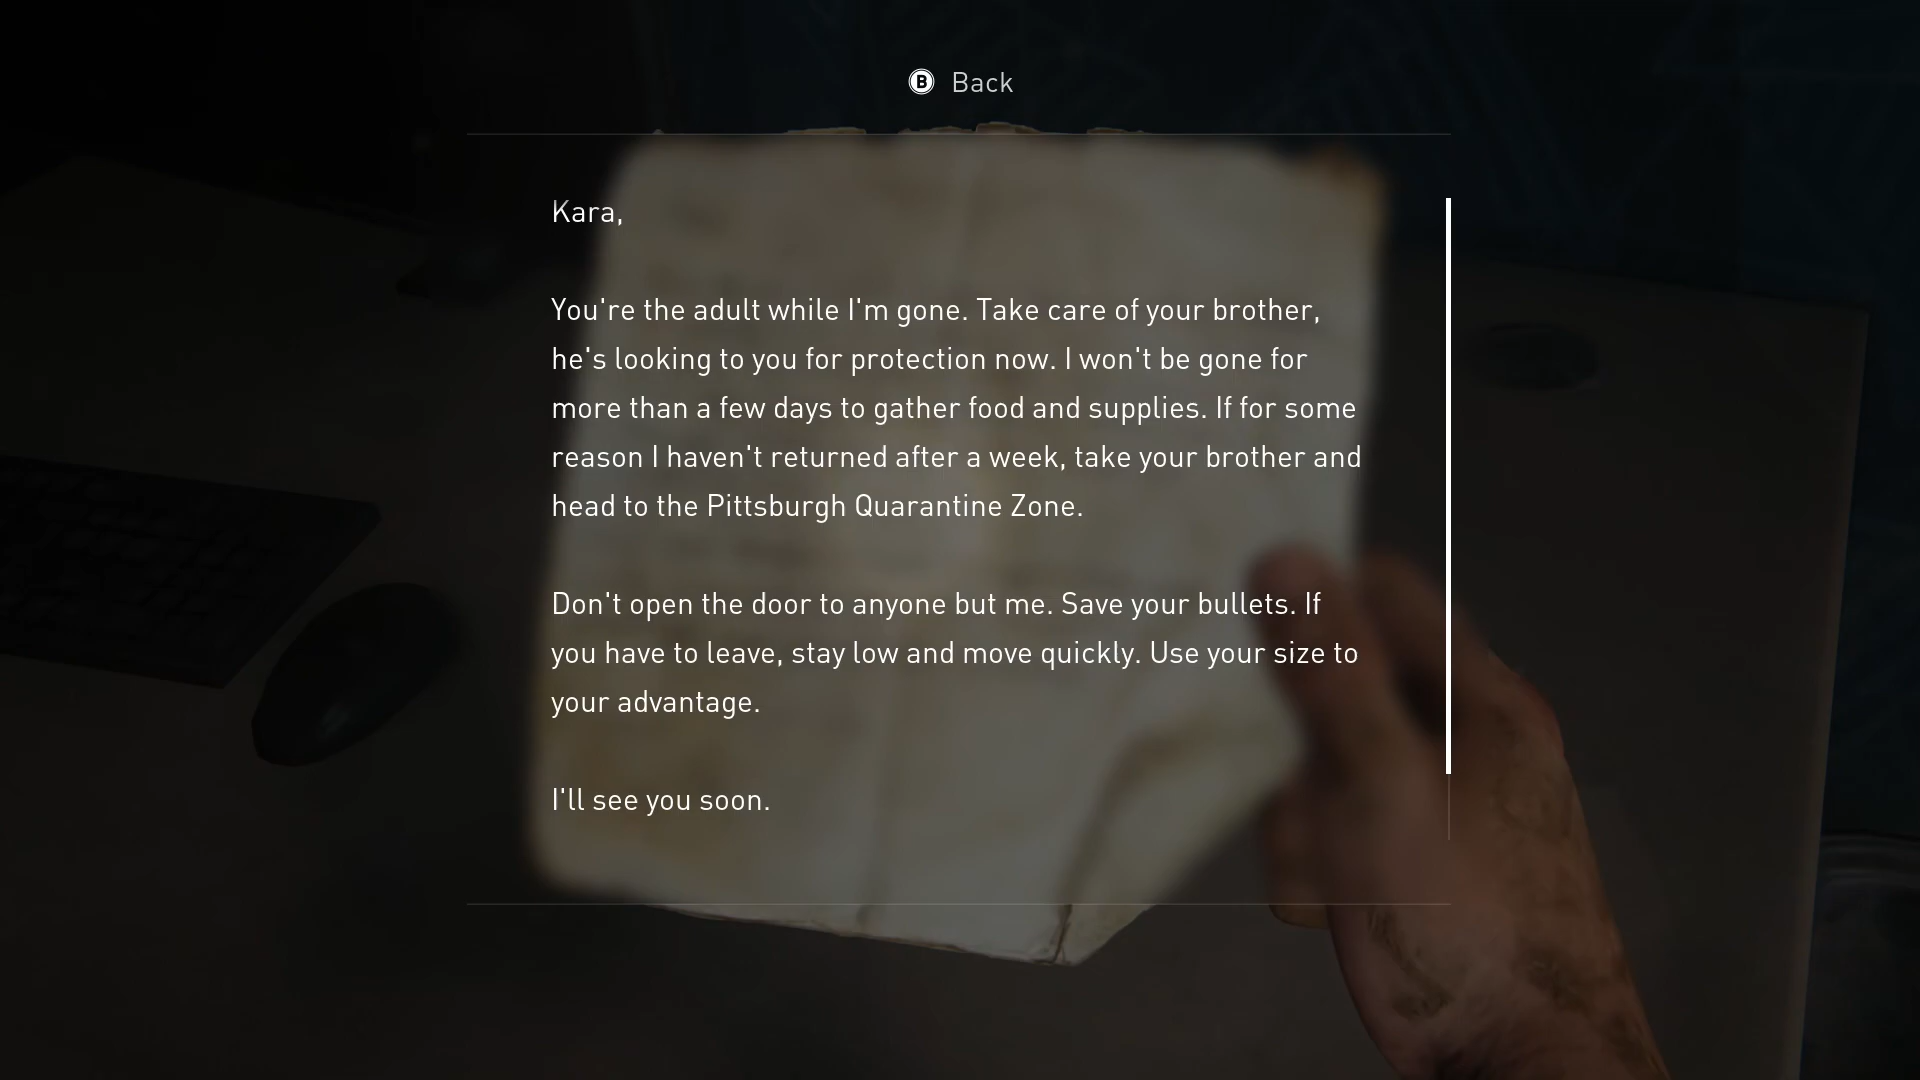 B Back
Kara,
You're the adult while I'm gone. Take care of your brother,
he's looking to you for protection now. I won't be gone for
more than a few days to gather food and supplies. If for some
reason I haven't returned after a week, take your brother and
head to the Pittsburgh Quarantine Zone.
Don't open the door to anyone but me. Save your bullets. If
you have to leave, stay low and move quickly. Use your size to
your advantage.
I'll see you soon.